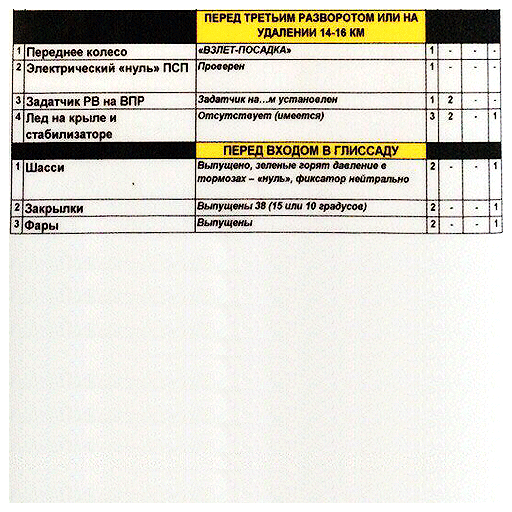 ПЕРЕД ТРЕТЬИМ РАЗВОРОТОМ ИЛИ НА
УДАЛЕНИИ 14-16 КМ
1 Переднее колесо «ВЗЛЕТ-ПОСАДКА» 1 - - -
2 Электрический «нуль» ПСП Проверен 1 - - -
3 Задатчик РВ на ВПР Задатчик на...м установлен 1 2 - -
4 Лед на крыле и Отсутствует (имеется) 3 2 - 1
стабилизаторе
ПЕРЕД ВХОДОМ В ГЛИССАДУ
1 Шасси Выпущено, зеленые горят давление в 2 - - 1
тормозах – «нуль», фиксатор нейтрально
2 Закрылки Выпущены 38 (15 или 10 градусов) 2 - - 1
3 Фары Выпущены 2 - - 1